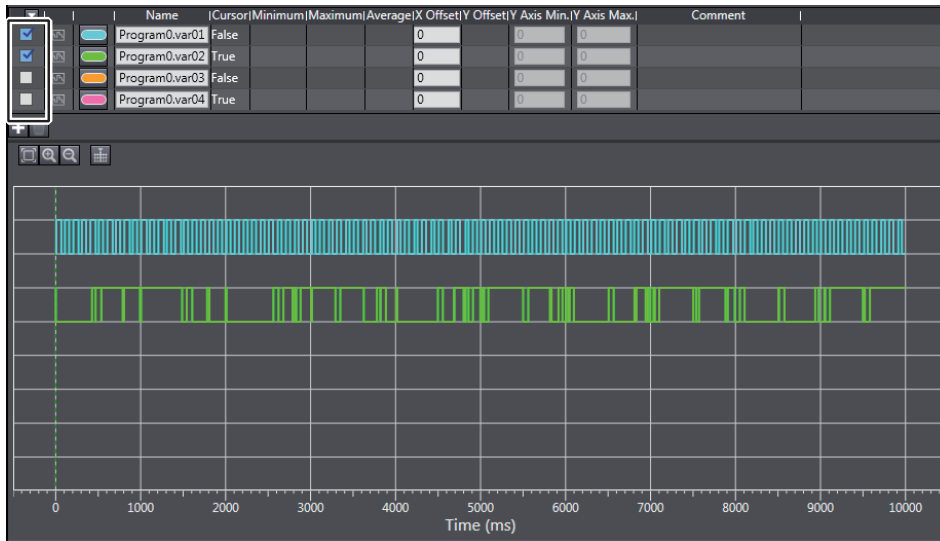 Name Cursor Minimum Maximum Average X Offset Y Offset Y Axis Min. Y Axis Max. Comment
Program0.var01 False 0 0 0
Program0.var02 True 0 0 0
Program0.var03 False 0 0 0
Program0.var04 True 0 0 0
0 1000 2000 3000 4000 5000 6000 7000 8000 9000 10000
Time (ms)